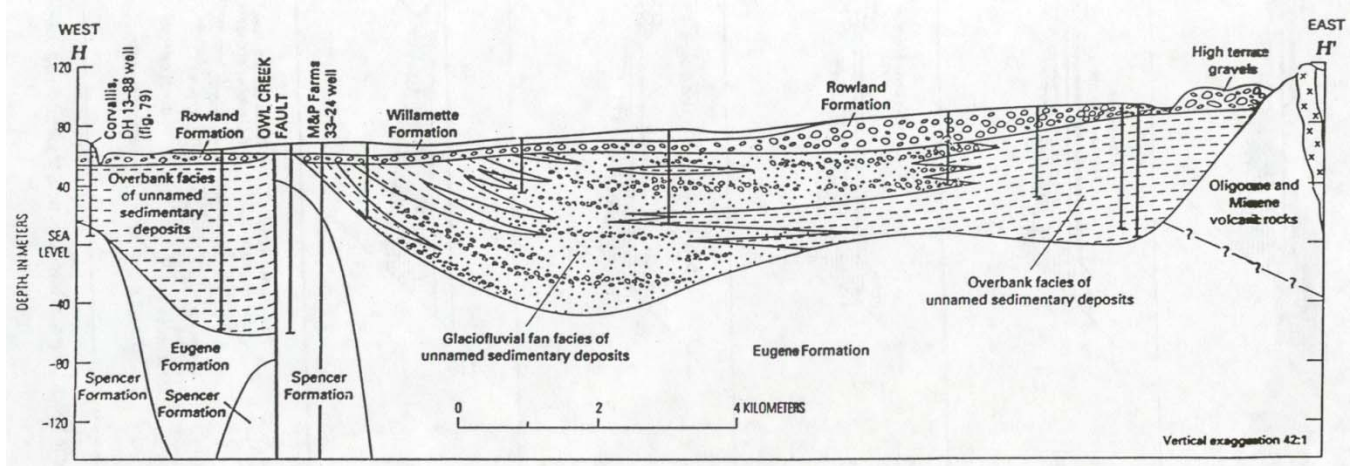 WEST
H
EAST
H'
120
80
40
SEA
LEVEL
-40
-80
-120
DEPTH, IN METERS
Corvallis,
DH 13–88 well
(fig. 79)
Rowland
Formation
OWL CREEK
FAULT
M&P Farms
33–24 well
Willamette
Formation
Rowland
Formation
High terrace
gravels
Overbank facies
of unnamed
sedimentary
deposits
Oligocene and
Miocene
volcanic rocks
?
?
?
Overbank facies of
unnamed sedimentary deposits
Glaciofluvial fan facies of
unnamed sedimentary deposits
Eugene Formation
Eugene
Formation
Spencer
Formation
Spencer
Formation
Spencer
Formation
0 2 4 KILOMETERS
Vertical exaggeration 42:1